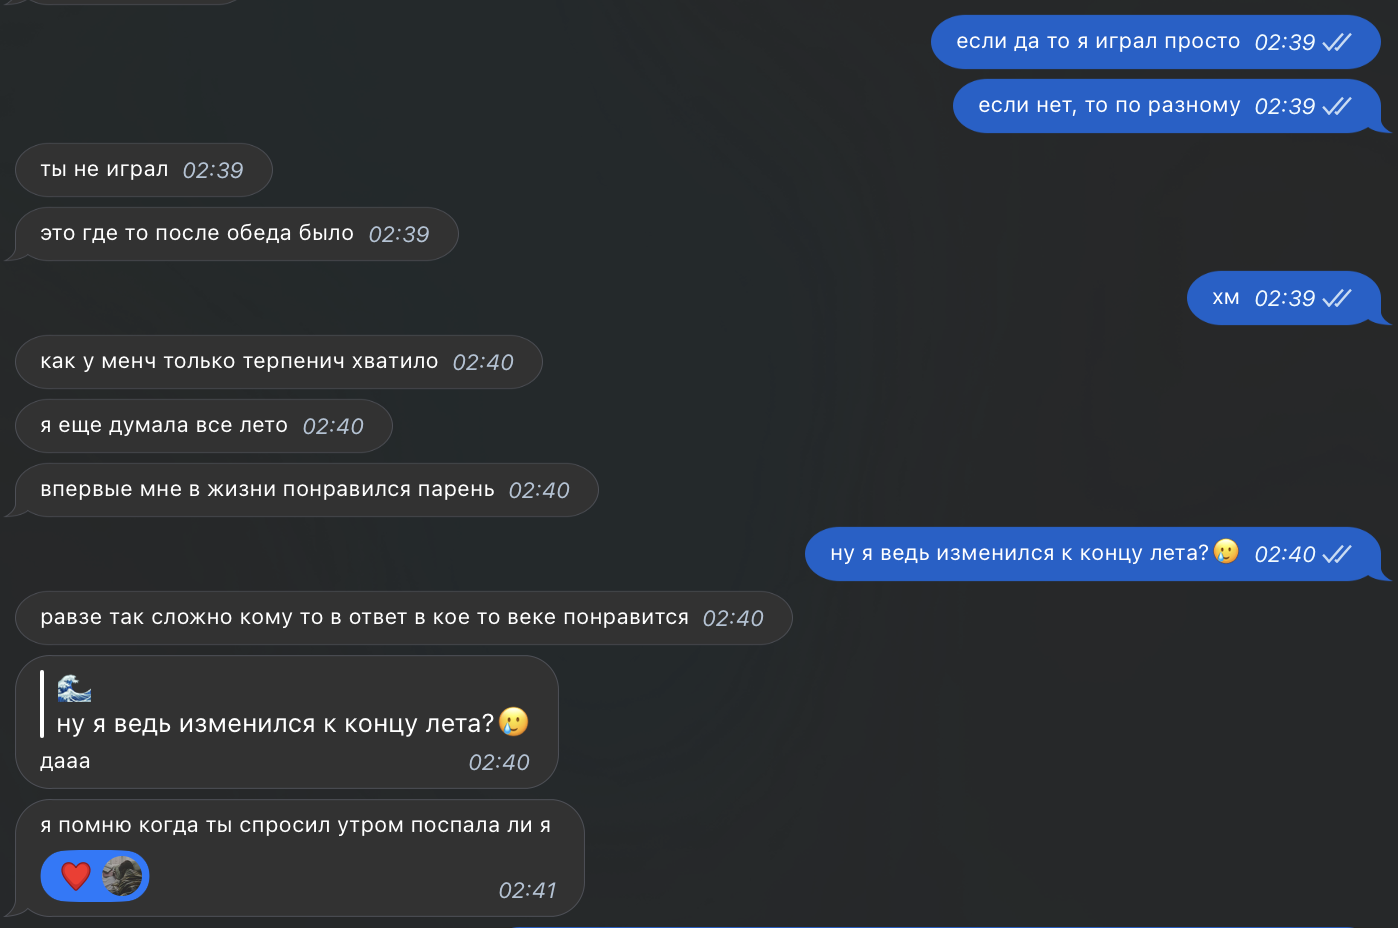 если да то я играл просто 02:39
если нет, то по разному 02:39
ты не играл 02:39
это где то после обеда было 02:39
хм 02:39
как у менч только терпенич хватило 02:40
я еще думала все лето 02:40
впервые мне в жизни понравился парень 02:40
ну я ведь изменился к концу лета?🥲 02:40
равзе так сложно кому то в ответ в кое то веке понравится 02:40
🌊
ну я ведь изменился к концу лета?🥲
дааа 02:40
я помню когда ты спросил утром поспала ли я
❤️ 02:41